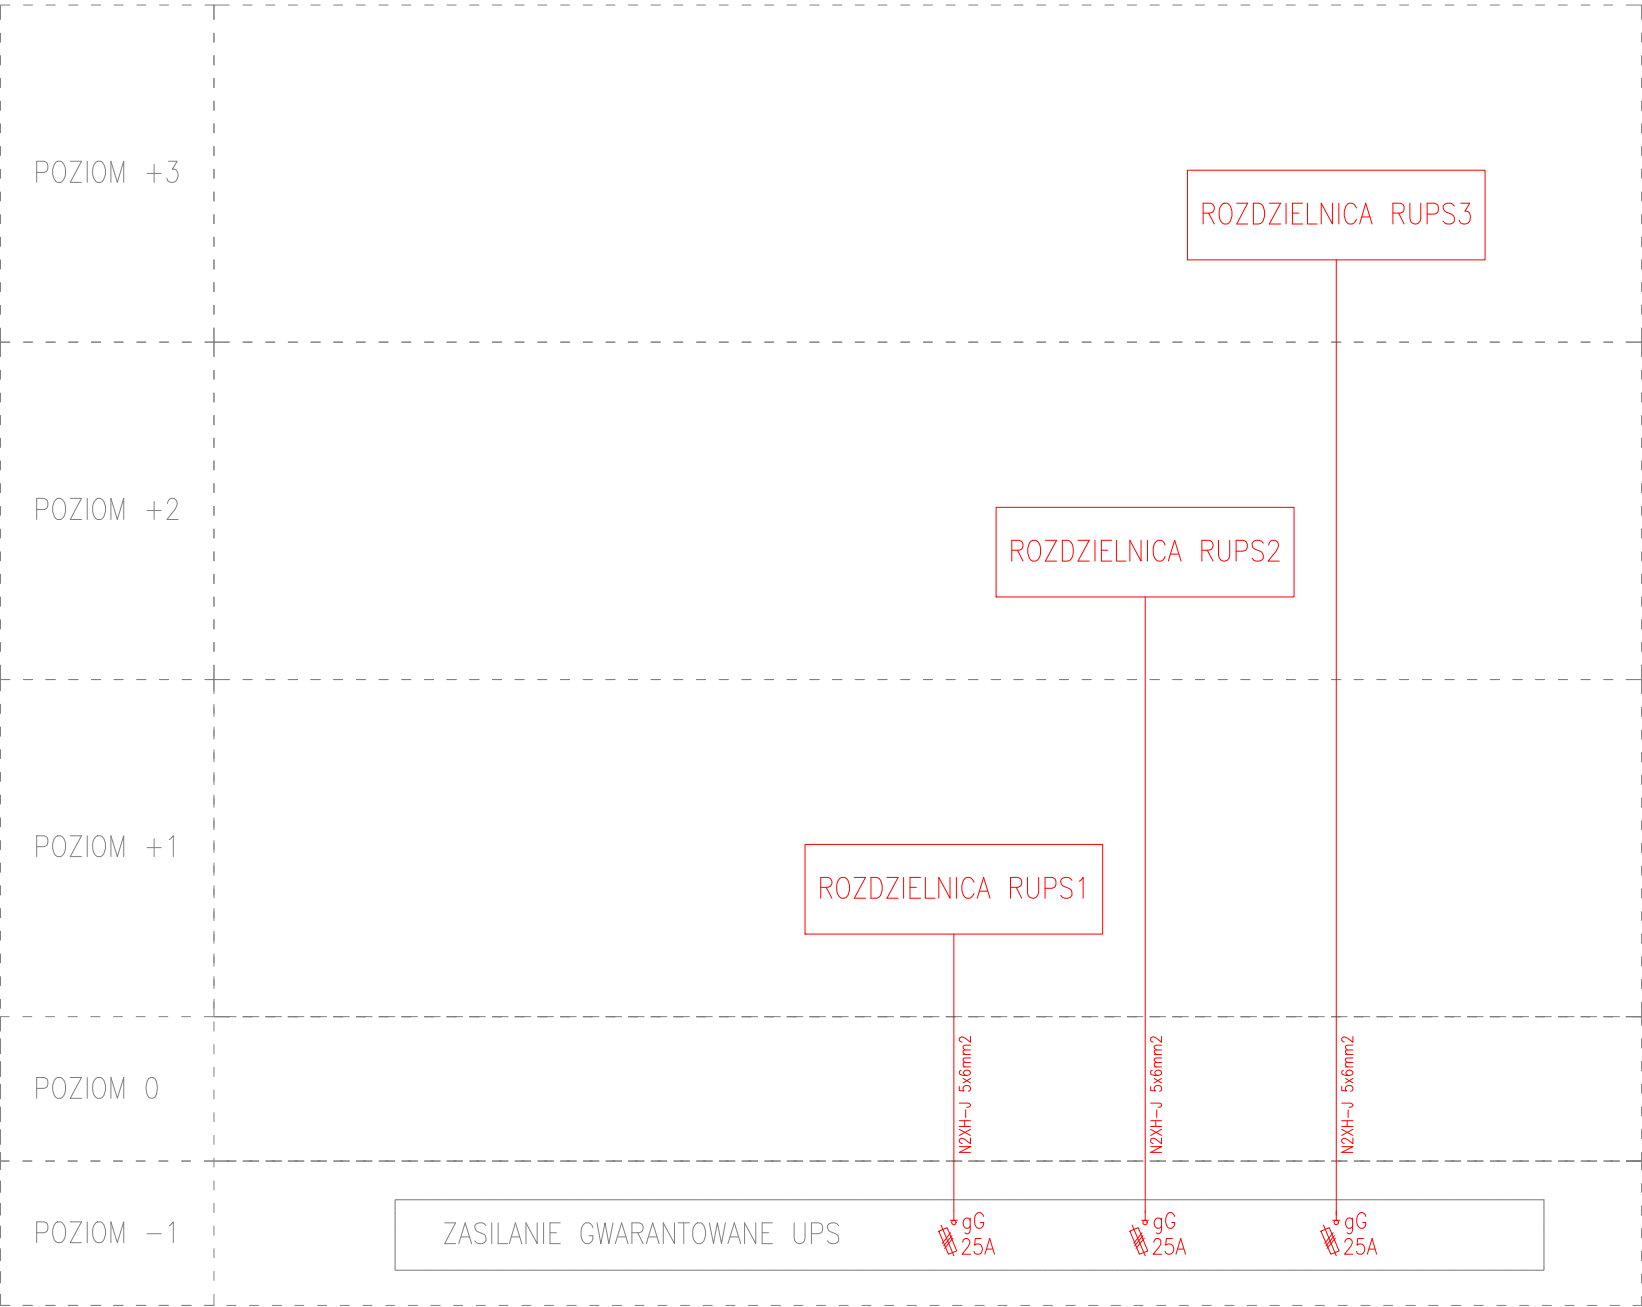 POZIOM +3
ROZDZIELNICA RUPS3
POZIOM +2
ROZDZIELNICA RUPS2
POZIOM +1
ROZDZIELNICA RUPS1
POZIOM 0
N2XH-J 5x6mm2
N2XH-J 5x6mm2
N2XH-J 5x6mm2
POZIOM -1
ZASILANIE GWARANTOWANE UPS
gG
25A
gG
25A
gG
25A